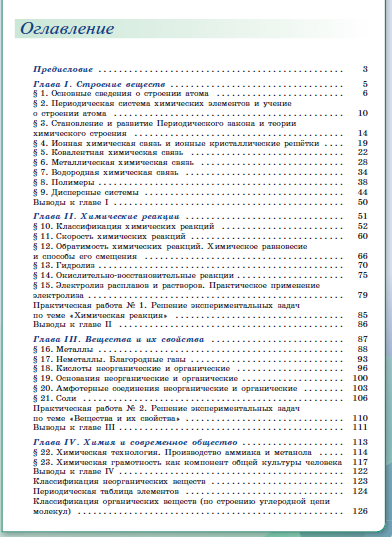 Оглавление
Предисловие 3
Глава I. Строение веществ 5
§ 1. Основные сведения о строении атома 6
§ 2. Периодическая система химических элементов и учение
о строении атома 10
§ 3. Становление и развитие Периодического закона и теории
химического строения 14
§ 4. Ионная химическая связь и ионные кристаллические решётки 19
§ 5. Ковалентная химическая связь 22
§ 6. Металлическая химическая связь 28
§ 7. Водородная химическая связь 34
§ 8. Полимеры 38
§ 9. Дисперсные системы 44
Выводы к главе I 50
Глава II. Химические реакции 51
§ 10. Классификация химических реакций 52
§ 11. Скорость химических реакций 60
§ 12. Обратимость химических реакций. Химическое равновесие
и способы его смещения 66
§ 13. Гидролиз 70
§ 14. Окислительно-восстановительные реакции 75
§ 15. Электролиз расплавов и растворов. Практическое применение
электролиза 79
Практическая работа № 1. Решение экспериментальных задач
по теме «Химическая реакция» 85
Выводы к главе II 86
Глава III. Вещества и их свойства 87
§ 16. Металлы 88
§ 17. Неметаллы. Благородные газы 93
§ 18. Кислоты неорганические и органические 96
§ 19. Основания неорганические и органические 100
§ 20. Амфотерные соединения неорганические и органические 103
§ 21. Соли 106
Практическая работа № 2. Решение экспериментальных задач
по теме «Вещества и их свойства» 110
Выводы к главе III 111
Глава IV. Химия и современное общество 113
§ 22. Химическая технология. Производство аммиака и метанола 114
§ 23. Химическая грамотность как компонент общей культуры человека 117
Выводы к главе IV 122
Классификация неорганических веществ 123
Периодическая таблица элементов 124
Классификация органических веществ (по строению углеродной цепи
молекул) 126